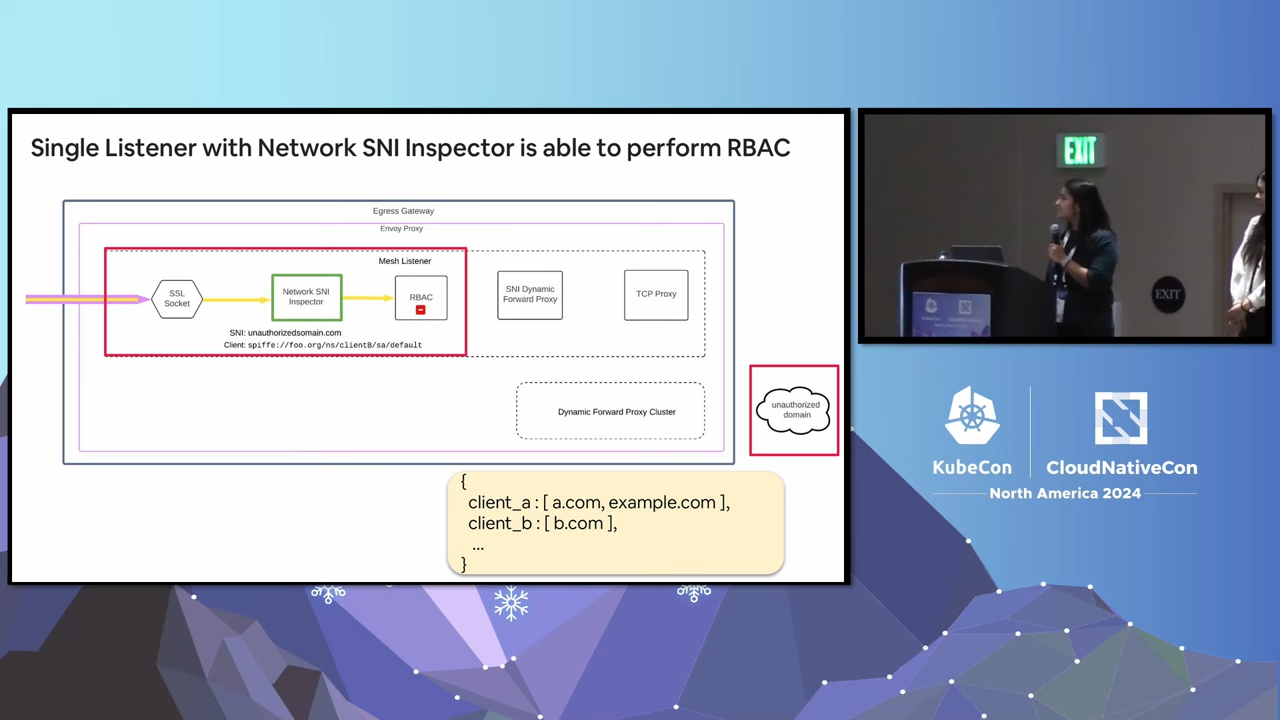 Single Listener with Network SNI Inspector is able to perform RBAC
Egress Gateway
Envoy Proxy
Mesh Listener
SSL
Socket
Network SNI
Inspector
RBAC
SNI Dynamic
Forward Proxy
TCP Proxy
SNI: unauthorizedsomain.com
Client: spiffe://foo.org/ns/clientB/sa/default
Dynamic Forward Proxy Cluster
unauthorized
domain
{
client_a : [ a.com, example.com ],
client_b : [ b.com ],
...
}
EXIT
EXIT
KubeCon
CloudNativeCon
North America 2024